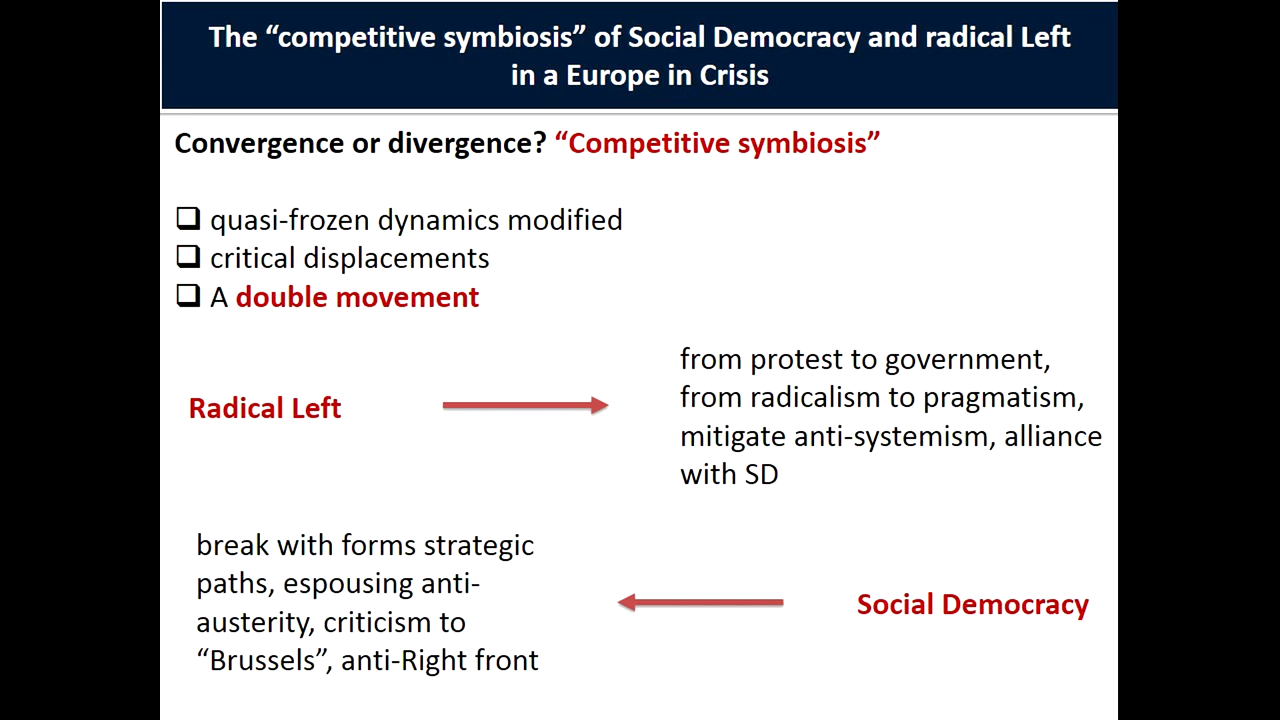 The “competitive symbiosis” of Social Democracy and radical Left
in a Europe in Crisis
Convergence or divergence? “Competitive symbiosis”
❑ quasi-frozen dynamics modified
❑ critical displacements
❑ A double movement
from protest to government,
from radicalism to pragmatism,
mitigate anti-systemism, alliance
with SD
Radical Left
break with forms strategic
paths, espousing anti-
austerity, criticism to
“Brussels”, anti-Right front
Social Democracy